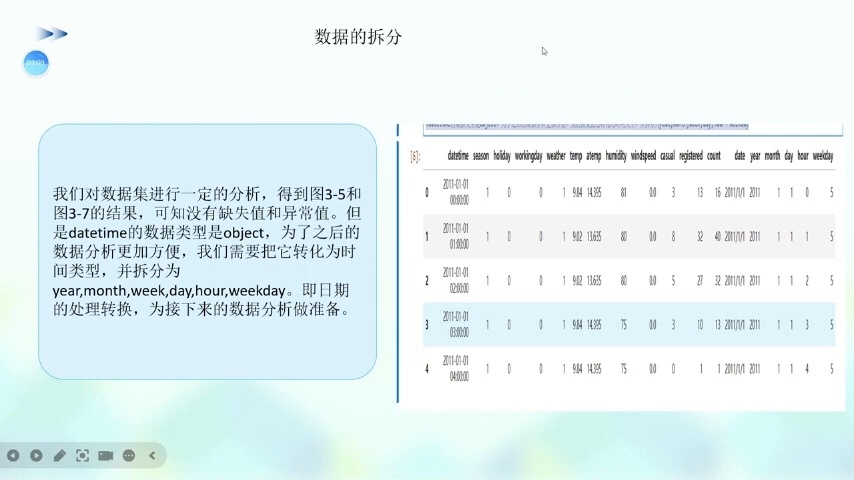 数据的拆分
我们对数据集进行一定的分析，得到图3-5和
图3-7的结果，可知没有缺失值和异常值。但
是datetime的数据类型是object，为了之后的
数据分析更加方便，我们需要把它转化为时
间类型，并拆分为
year,month,week,day,hour,weekday。即日期
的处理转换，为接下来的数据分析做准备。
[6]:
datetime season holiday workingday weather temp atemp humidity windspeed casual registered count date year month day hour weekday
0 2011-01-01 00:00:00 1 0 0 1 9.84 14.395 81 0.0 3 13 16 2011/1/1 2011 1 1 0 5
1 2011-01-01 01:00:00 1 0 0 1 9.02 13.635 80 0.0 8 32 40 2011/1/1 2011 1 1 1 5
2 2011-01-01 02:00:00 1 0 0 1 9.02 13.635 80 0.0 5 27 32 2011/1/1 2011 1 1 2 5
3 2011-01-01 03:00:00 1 0 0 1 9.84 14.395 75 0.0 3 10 13 2011/1/1 2011 1 1 3 5
4 2011-01-01 04:00:00 1 0 0 1 9.84 14.395 75 0.0 0 1 1 2011/1/1 2011 1 1 4 5